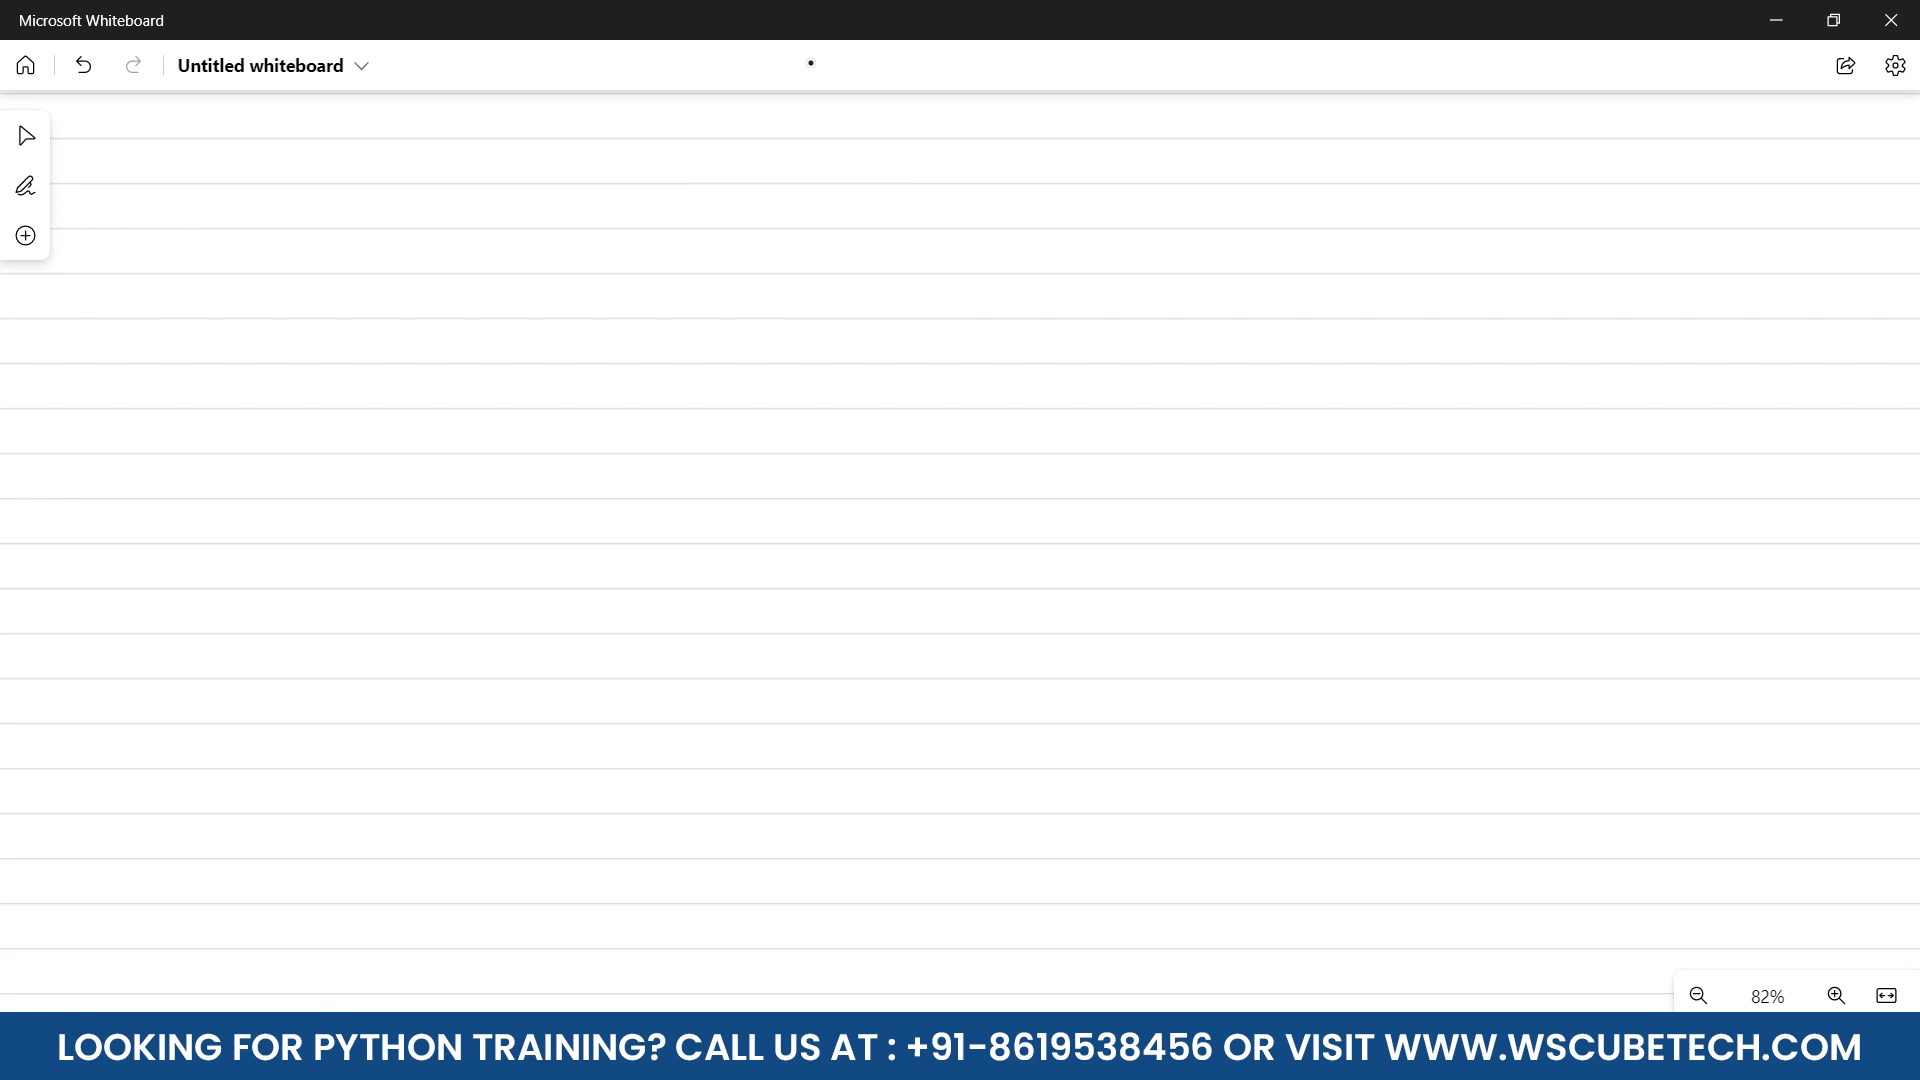 Microsoft Whiteboard
Untitled whiteboard
82%
LOOKING FOR PYTHON TRAINING? CALL US AT : +91-8619538456 OR VISIT WWW.WSCUBETECH.COM